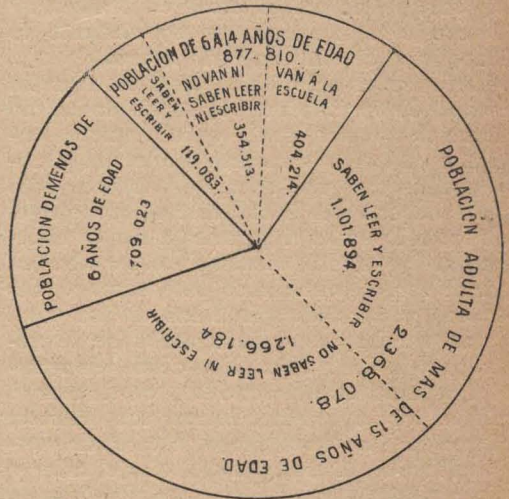 POBLACION DE 6 Á 14 AÑOS DE EDAD
877.810
SABEN
LEER Y
ESCRIBIR
119.083.
NO VAN NI
SABEN LEER
NI ESCRIBIR
354.513.
VAN Á LA
ESCUELA
404.214.
POBLACION DE MENOS DE
6 AÑOS DE EDAD
709.023
POBLACIÓN ADULTA DE MAS DE 15 AÑOS DE EDAD.
2.368.078.
SABEN LEER Y ESCRIBIR
1.101.894
NO SABEN LEER NI ESCRIBIR
1.266.184